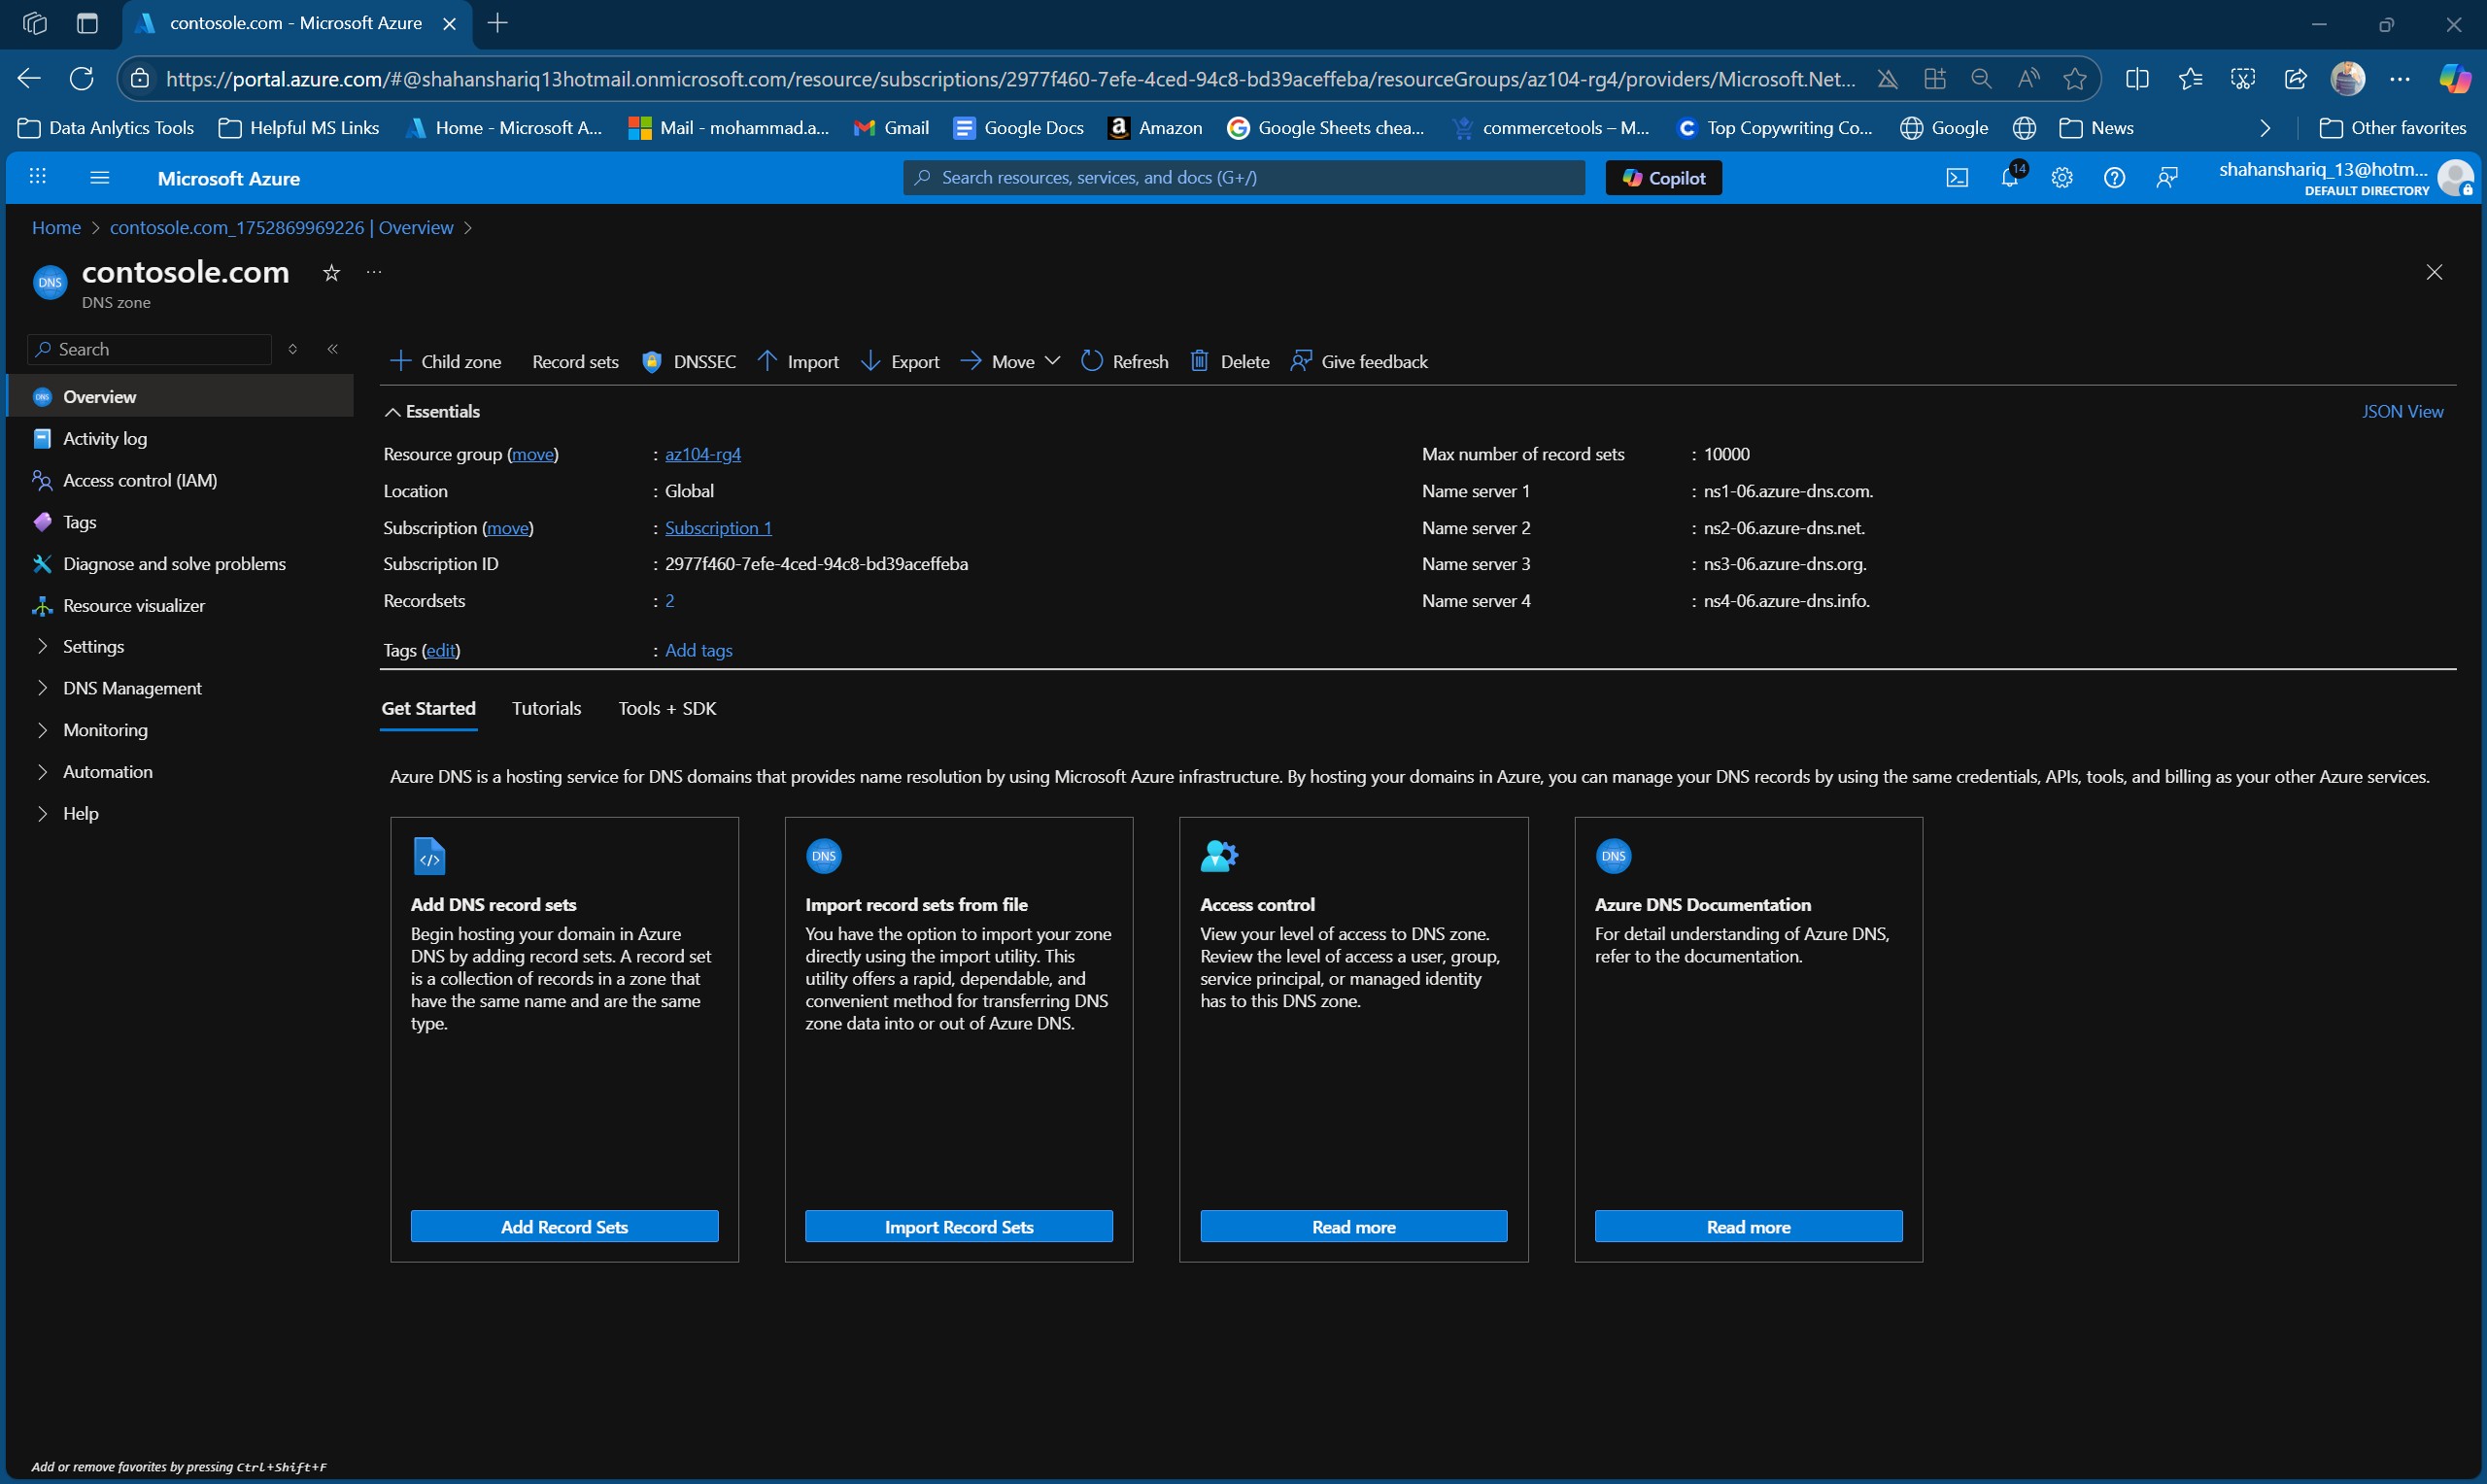 contosole.com - Microsoft Azure
https://portal.azure.com/#@shahanshariq13hotmail.onmicrosoft.com/resource/subscriptions/2977f460-7efe-4ced-94c8-bd39aceffeba/resourceGroups/az104-rg4/providers/Microsoft.Net...
Data Anlytics Tools Helpful MS Links Home - Microsoft A... Mail - mohammad.a... Gmail Google Docs Amazon Google Sheets chea... commercetools – M... Top Copywriting Co... Google News Other favorites
Microsoft Azure Search resources, services, and docs (G+/) Copilot 14 shahanshariq_13@hotm...
DEFAULT DIRECTORY
Home > contosole.com_1752869969226 | Overview >
DNS contosole.com ...
DNS zone
Search
Child zone Record sets DNSSEC Import Export Move Refresh Delete Give feedback
Overview
Activity log
Access control (IAM)
Tags
Diagnose and solve problems
Resource visualizer
Settings
DNS Management
Monitoring
Automation
Help
Essentials JSON View
Resource group (move) : az104-rg4
Location : Global
Subscription (move) : Subscription 1
Subscription ID : 2977f460-7efe-4ced-94c8-bd39aceffeba
Recordsets : 2
Tags (edit) : Add tags
Max number of record sets : 10000
Name server 1 : ns1-06.azure-dns.com.
Name server 2 : ns2-06.azure-dns.net.
Name server 3 : ns3-06.azure-dns.org.
Name server 4 : ns4-06.azure-dns.info.
Get Started Tutorials Tools + SDK
Azure DNS is a hosting service for DNS domains that provides name resolution by using Microsoft Azure infrastructure. By hosting your domains in Azure, you can manage your DNS records by using the same credentials, APIs, tools, and billing as your other Azure services.
Add DNS record sets
Begin hosting your domain in Azure
DNS by adding record sets. A record set
is a collection of records in a zone that
have the same name and are the same
type.
Add Record Sets
DNS
Import record sets from file
You have the option to import your zone
directly using the import utility. This
utility offers a rapid, dependable, and
convenient method for transferring DNS
zone data into or out of Azure DNS.
Import Record Sets
Access control
View your level of access to DNS zone.
Review the level of access a user, group,
service principal, or managed identity
has to this DNS zone.
Read more
DNS
Azure DNS Documentation
For detail understanding of Azure DNS,
refer to the documentation.
Read more
Add or remove favorites by pressing Ctrl+Shift+F